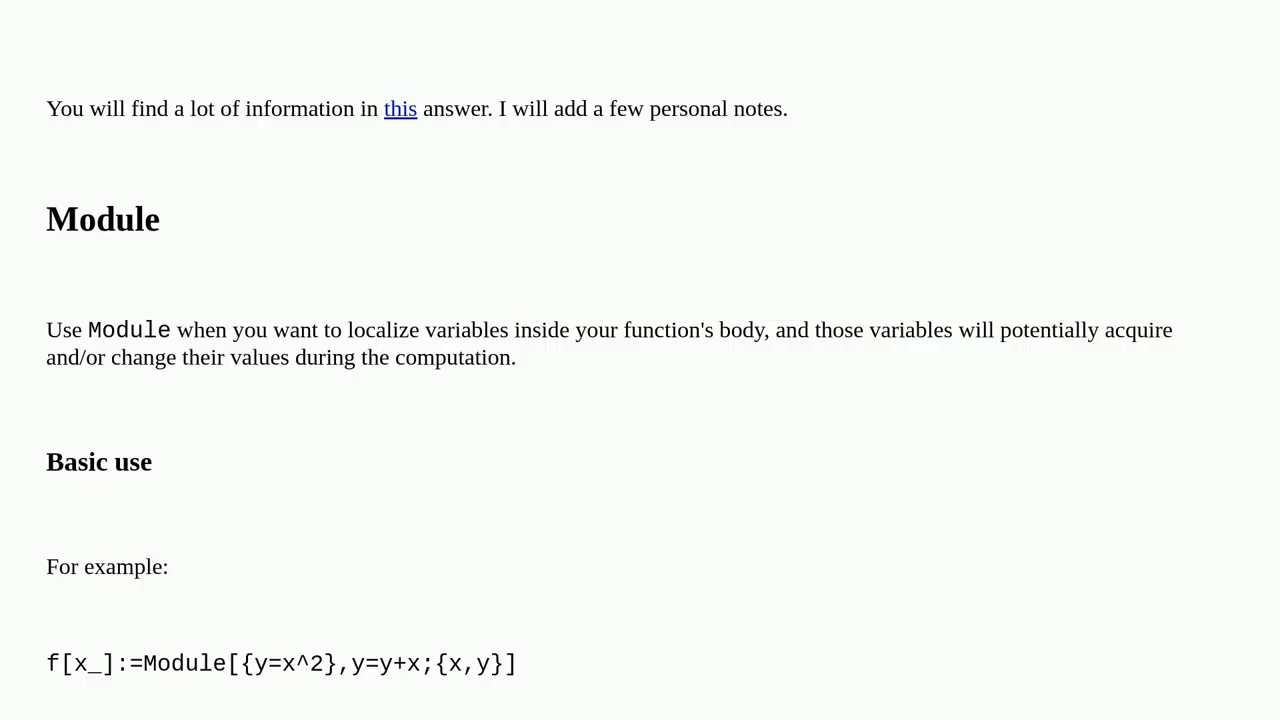 You will find a lot of information in this answer. I will add a few personal notes.
Module
Use Module when you want to localize variables inside your function's body, and those variables will potentially acquire
and/or change their values during the computation.
Basic use
For example:
f[x_]:=Module[{y=x^2},y=y+x;{x,y}]